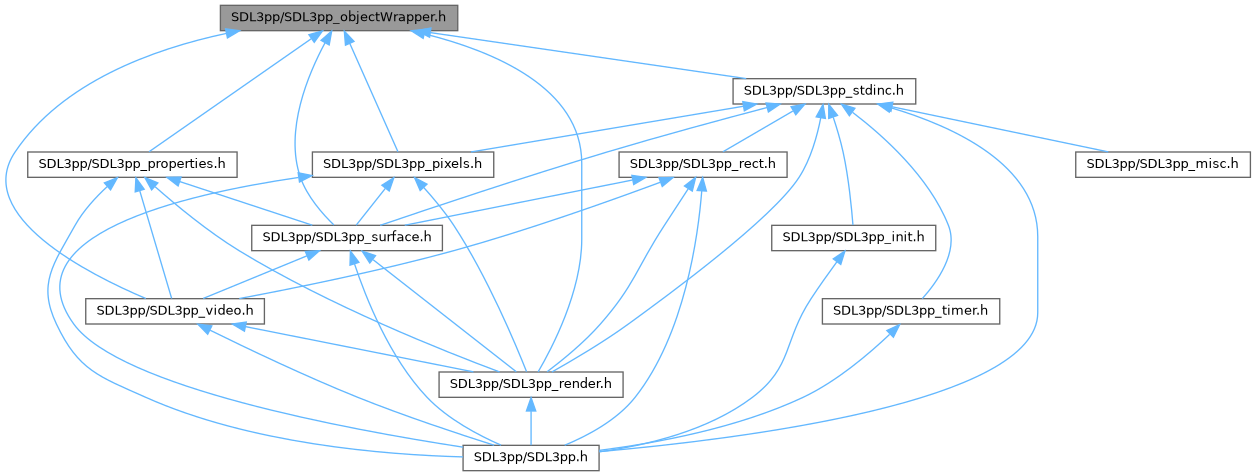 SDL3pp/SDL3pp_objectWrapper.h
SDL3pp/SDL3pp_stdinc.h
SDL3pp/SDL3pp_properties.h
SDL3pp/SDL3pp_pixels.h
SDL3pp/SDL3pp_rect.h
SDL3pp/SDL3pp_misc.h
SDL3pp/SDL3pp_surface.h
SDL3pp/SDL3pp_init.h
SDL3pp/SDL3pp_video.h
SDL3pp/SDL3pp_timer.h
SDL3pp/SDL3pp_render.h
SDL3pp/SDL3pp.h